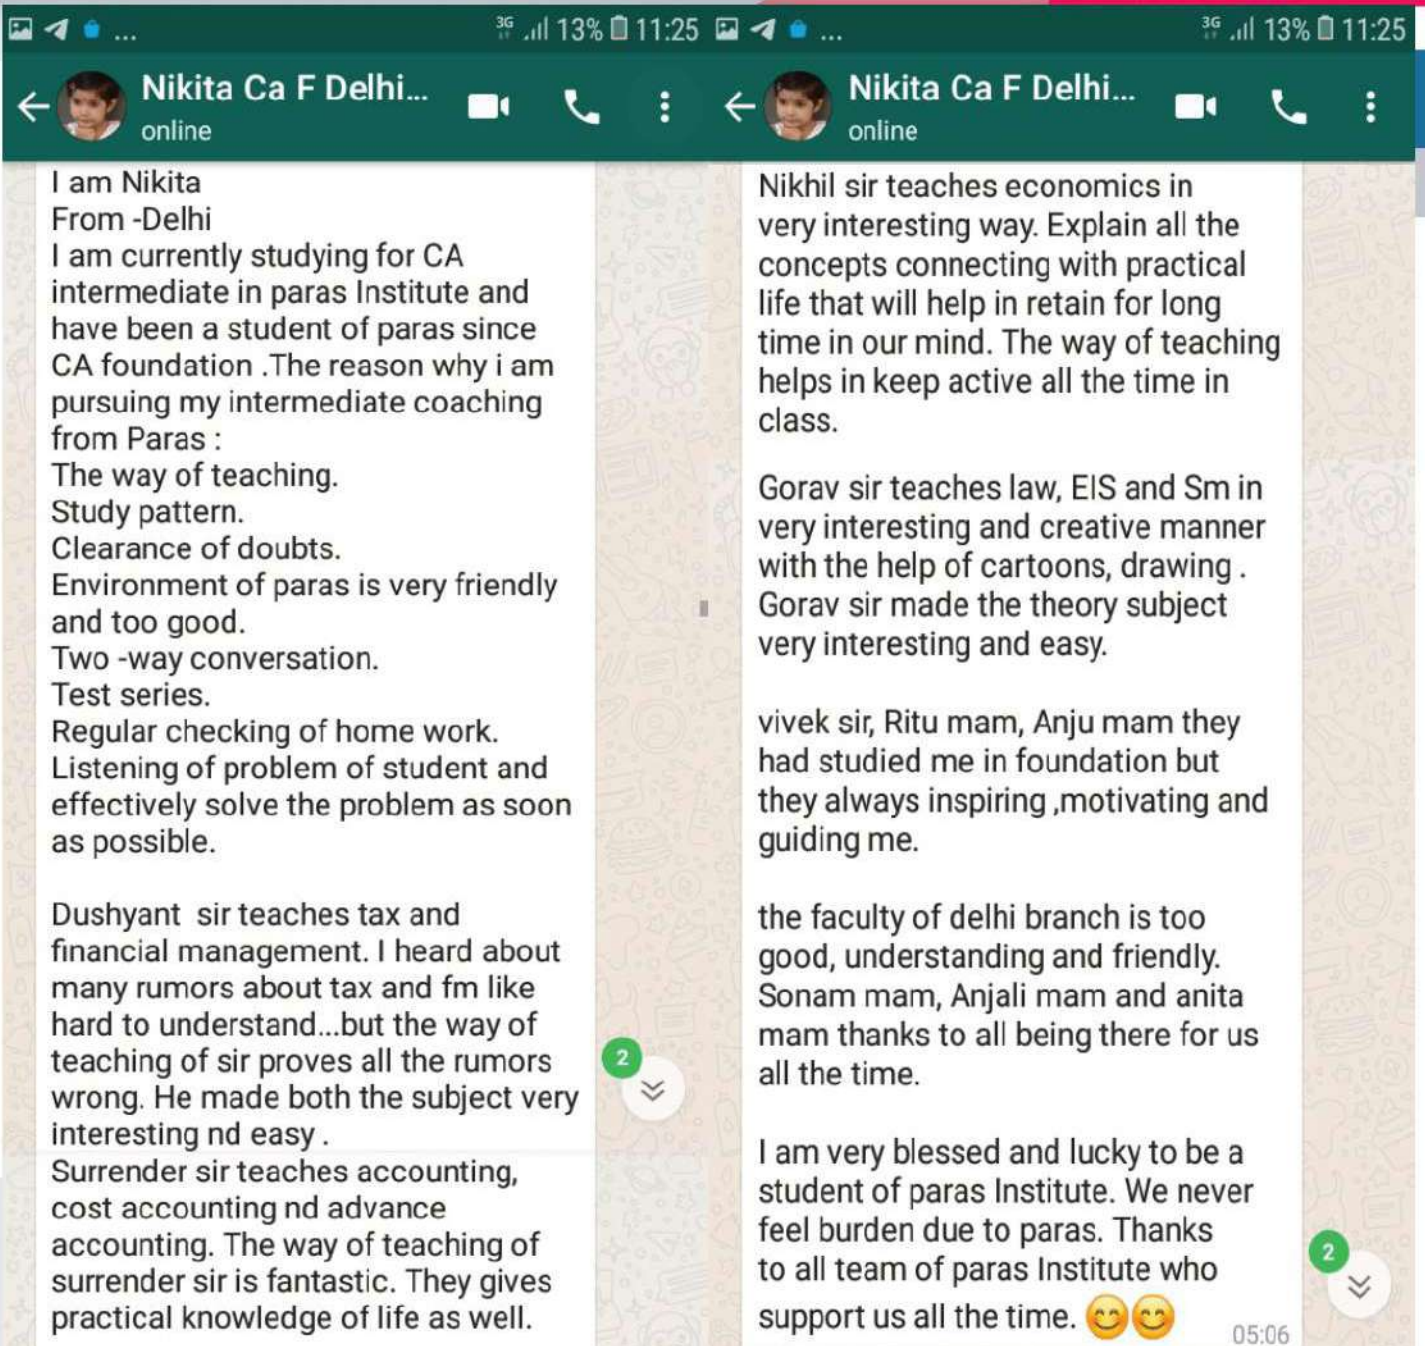 3G 13% 11:25
Nikita Ca F Delhi...
online
I am Nikita
From -Delhi
I am currently studying for CA
intermediate in paras Institute and
have been a student of paras since
CA foundation .The reason why i am
pursuing my intermediate coaching
from Paras :
The way of teaching.
Study pattern.
Clearance of doubts.
Environment of paras is very friendly
and too good.
Two -way conversation.
Test series.
Regular checking of home work.
Listening of problem of student and
effectively solve the problem as soon
as possible.
Dushyant  sir teaches tax and
financial management. I heard about
many rumors about tax and fm like
hard to understand...but the way of
teaching of sir proves all the rumors
wrong. He made both the subject very
interesting nd easy .
Surrender sir teaches accounting,
cost accounting nd advance
accounting. The way of teaching of
surrender sir is fantastic. They gives
practical knowledge of life as well.
2
3G 13% 11:25
Nikita Ca F Delhi...
online
Nikhil sir teaches economics in
very interesting way. Explain all the
concepts connecting with practical
life that will help in retain for long
time in our mind. The way of teaching
helps in keep active all the time in
class.
Gorav sir teaches law, EIS and Sm in
very interesting and creative manner
with the help of cartoons, drawing .
Gorav sir made the theory subject
very interesting and easy.
vivek sir, Ritu mam, Anju mam they
had studied me in foundation but
they always inspiring ,motivating and
guiding me.
the faculty of delhi branch is too
good, understanding and friendly.
Sonam mam, Anjali mam and anita
mam thanks to all being there for us
all the time.
I am very blessed and lucky to be a
student of paras Institute. We never
feel burden due to paras. Thanks
to all team of paras Institute who
support us all the time. 😊😊
05:06
2